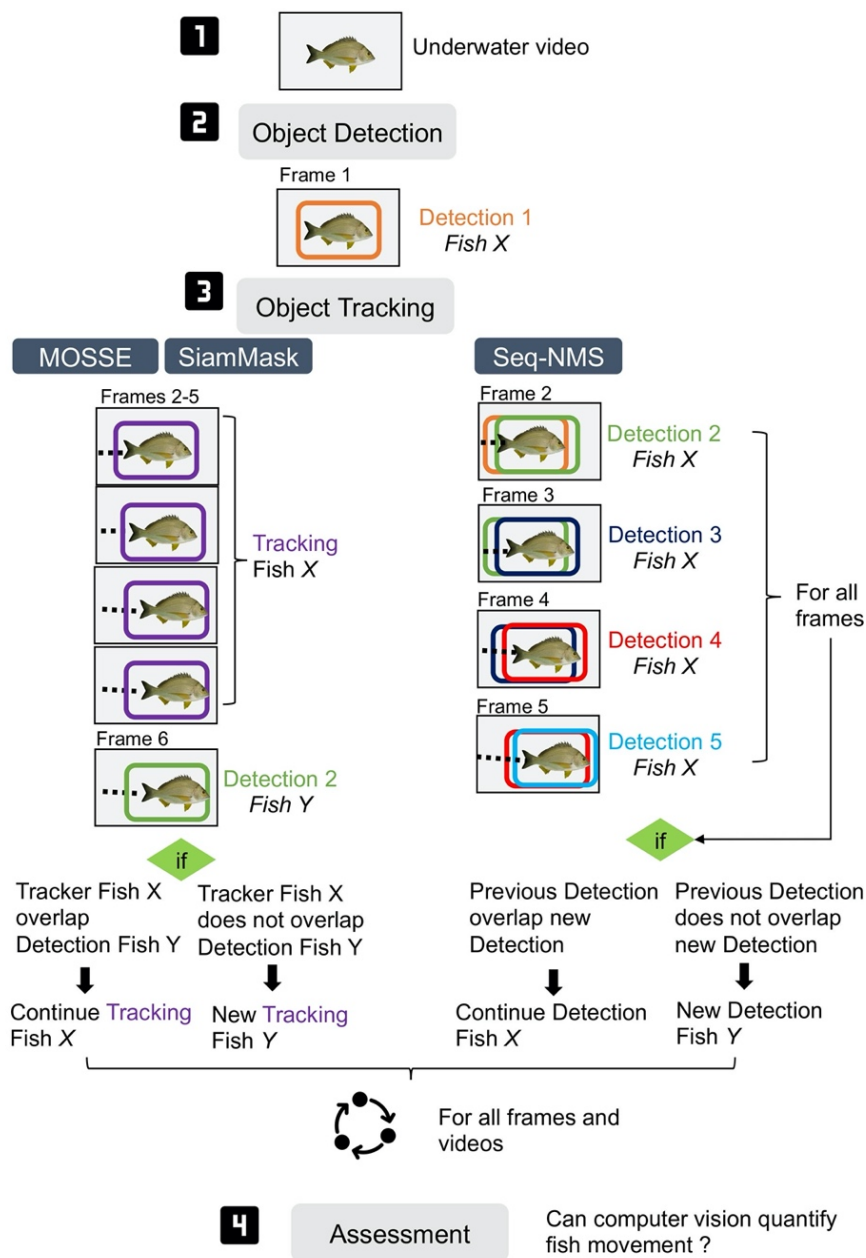 1
Underwater video
2
Object Detection
Frame 1
Detection 1
Fish X
3
Object Tracking
MOSSE
SiamMask
Frames 2-5
Tracking
Fish X
Frame 6
Detection 2
Fish Y
if
Tracker Fish X
overlap
Detection Fish Y
Tracker Fish X
does not overlap
Detection Fish Y
Continue Tracking
Fish X
New Tracking
Fish Y
Seq-NMS
Frame 2
Detection 2
Fish X
Frame 3
Detection 3
Fish X
Frame 4
Detection 4
Fish X
Frame 5
Detection 5
Fish X
For all
frames
if
Previous Detection
overlap new
Detection
Previous Detection
does not overlap
new Detection
Continue Detection
Fish X
New Detection
Fish Y
For all frames and
videos
4
Assessment
Can computer vision quantify
fish movement ?